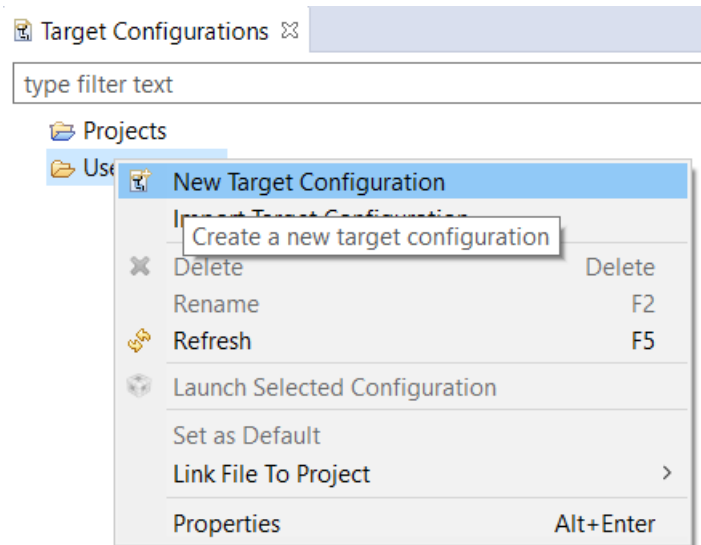 Target Configurations
type filter text
Projects
Use
New Target Configuration
Create a new target configuration
Delete Delete
Rename F2
Refresh F5
Launch Selected Configuration
Set as Default
Link File To Project >
Properties Alt+Enter